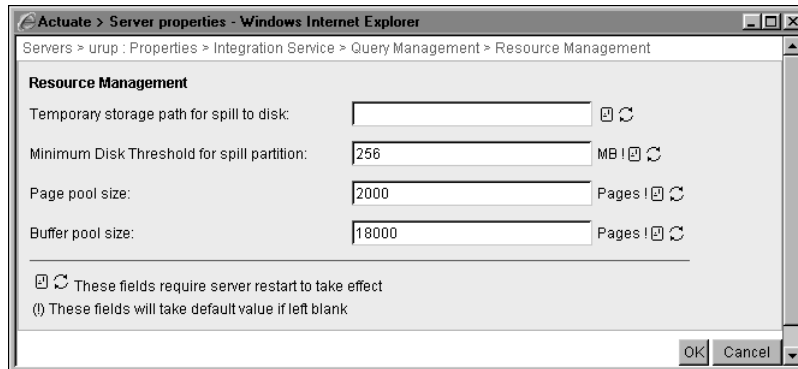 Actuate > Server properties - Windows Internet Explorer
Servers > urup : Properties > Integration Service > Query Management > Resource Management
Resource Management
Temporary storage path for spill to disk:
Minimum Disk Threshold for spill partition: 256 MB !
Page pool size: 2000 Pages !
Buffer pool size: 18000 Pages !
These fields require server restart to take effect
(!) These fields will take default value if left blank
OK Cancel